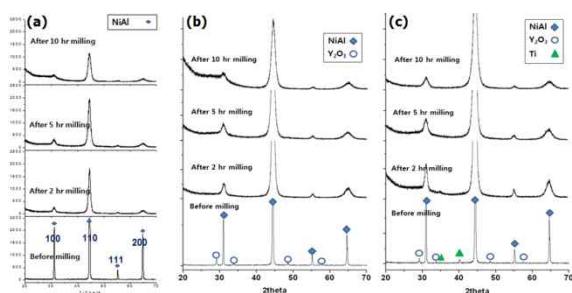 (a)
NiAl
After 10 hr milling
After 5 hr milling
After 2 hr milling
Before milling
100
110
111
200
(b)
NiAl
Y₂O₃
After 10 hr milling
After 5 hr milling
After 2 hr milling
Before milling
20 30 40 50 60 70
2theta
(c)
NiAl
Y₂O₃
Ti
After 10 hr milling
After 5 hr milling
After 2 hr milling
Before milling
20 30 40 50 60 70
2theta